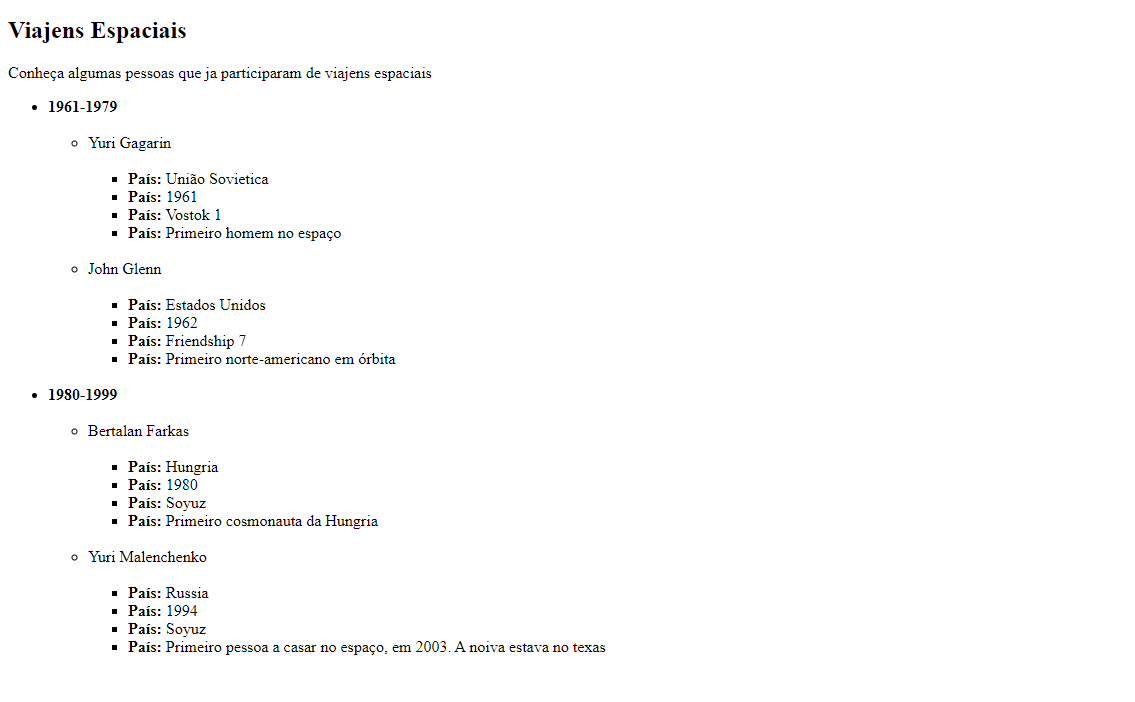 Viajens Espaciais
Conheça algumas pessoas que ja participaram de viajens espaciais
1961-1979
Yuri Gagarin
País: União Sovietica
País: 1961
País: Vostok 1
País: Primeiro homem no espaço
John Glenn
País: Estados Unidos
País: 1962
País: Friendship 7
País: Primeiro norte-americano em órbita
1980-1999
Bertalan Farkas
País: Hungria
País: 1980
País: Soyuz
País: Primeiro cosmonauta da Hungria
Yuri Malenchenko
País: Russia
País: 1994
País: Soyuz
País: Primeiro pessoa a casar no espaço, em 2003. A noiva estava no texas